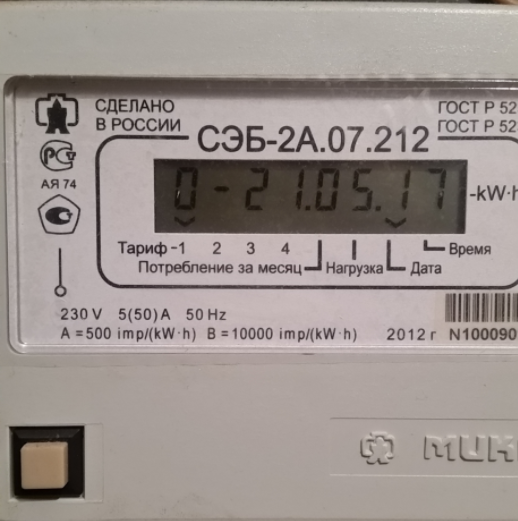 СДЕЛАНО
В РОССИИ
ГОСТ Р 52
ГОСТ Р 52
СЭБ-2А.07.212
РСТ
АЯ 74
0-21.05.17
-kW·h
Тариф -1 2 3 4
Время
Потребление за месяц
Нагрузка
Дата
230 V 5(50) A 50 Hz
A =500 imp/(kW·h) B =10000 imp/(kW·h) 2012 г N100090
МИК